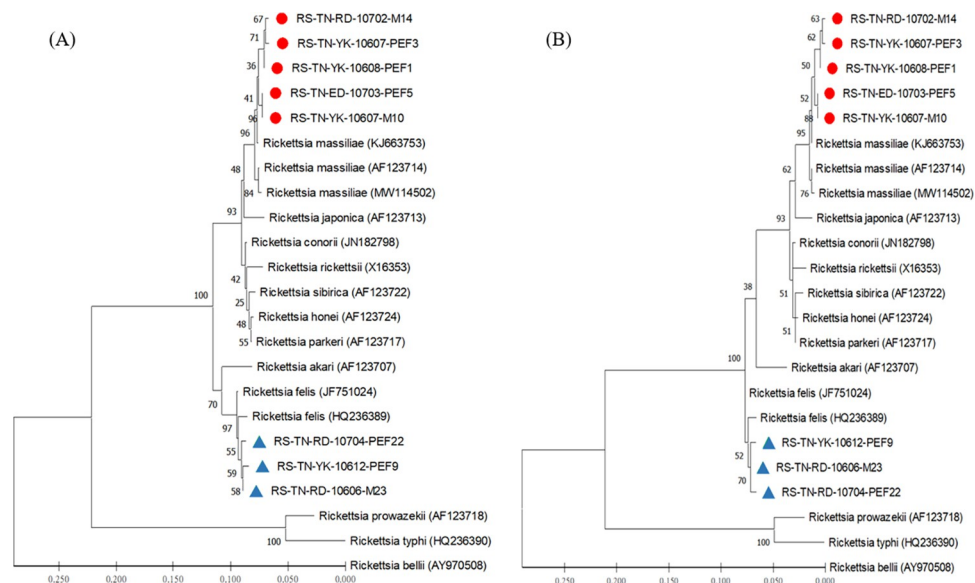 (A)
67
RS-TN-RD-10702-M14
71
RS-TN-YK-10607-PEF3
36
RS-TN-YK-10608-PEF1
41
RS-TN-ED-10703-PEF5
96
RS-TN-YK-10607-M10
96
Rickettsia massiliae (KJ663753)
48
Rickettsia massiliae (AF123714)
84
Rickettsia massiliae (MW114502)
93
Rickettsia japonica (AF123713)
Rickettsia conorii (JN182798)
42
Rickettsia rickettsii (X16353)
25
Rickettsia sibirica (AF123722)
48
Rickettsia honei (AF123724)
55
Rickettsia parkeri (AF123717)
100
Rickettsia akari (AF123707)
70
Rickettsia felis (JF751024)
Rickettsia felis (HQ236389)
97
RS-TN-RD-10704-PEF22
55
RS-TN-YK-10612-PEF9
59
RS-TN-RD-10606-M23
58
Rickettsia prowazekii (AF123718)
100
Rickettsia typhi (HQ236390)
Rickettsia bellii (AY970508)
0.250 0.200 0.150 0.100 0.050 0.000
(B)
63
RS-TN-RD-10702-M14
62
RS-TN-YK-10607-PEF3
50
RS-TN-YK-10608-PEF1
52
RS-TN-ED-10703-PEF5
88
RS-TN-YK-10607-M10
95
Rickettsia massiliae (KJ663753)
62
Rickettsia massiliae (AF123714)
76
Rickettsia massiliae (MW114502)
93
Rickettsia japonica (AF123713)
Rickettsia conorii (JN182798)
Rickettsia rickettsii (X16353)
51
Rickettsia sibirica (AF123722)
Rickettsia honei (AF123724)
51
Rickettsia parkeri (AF123717)
38
Rickettsia akari (AF123707)
100
Rickettsia felis (JF751024)
Rickettsia felis (HQ236389)
RS-TN-YK-10612-PEF9
52
RS-TN-RD-10606-M23
70
RS-TN-RD-10704-PEF22
Rickettsia prowazekii (AF123718)
100
Rickettsia typhi (HQ236390)
Rickettsia bellii (AY970508)
0.250 0.200 0.150 0.100 0.050 0.000